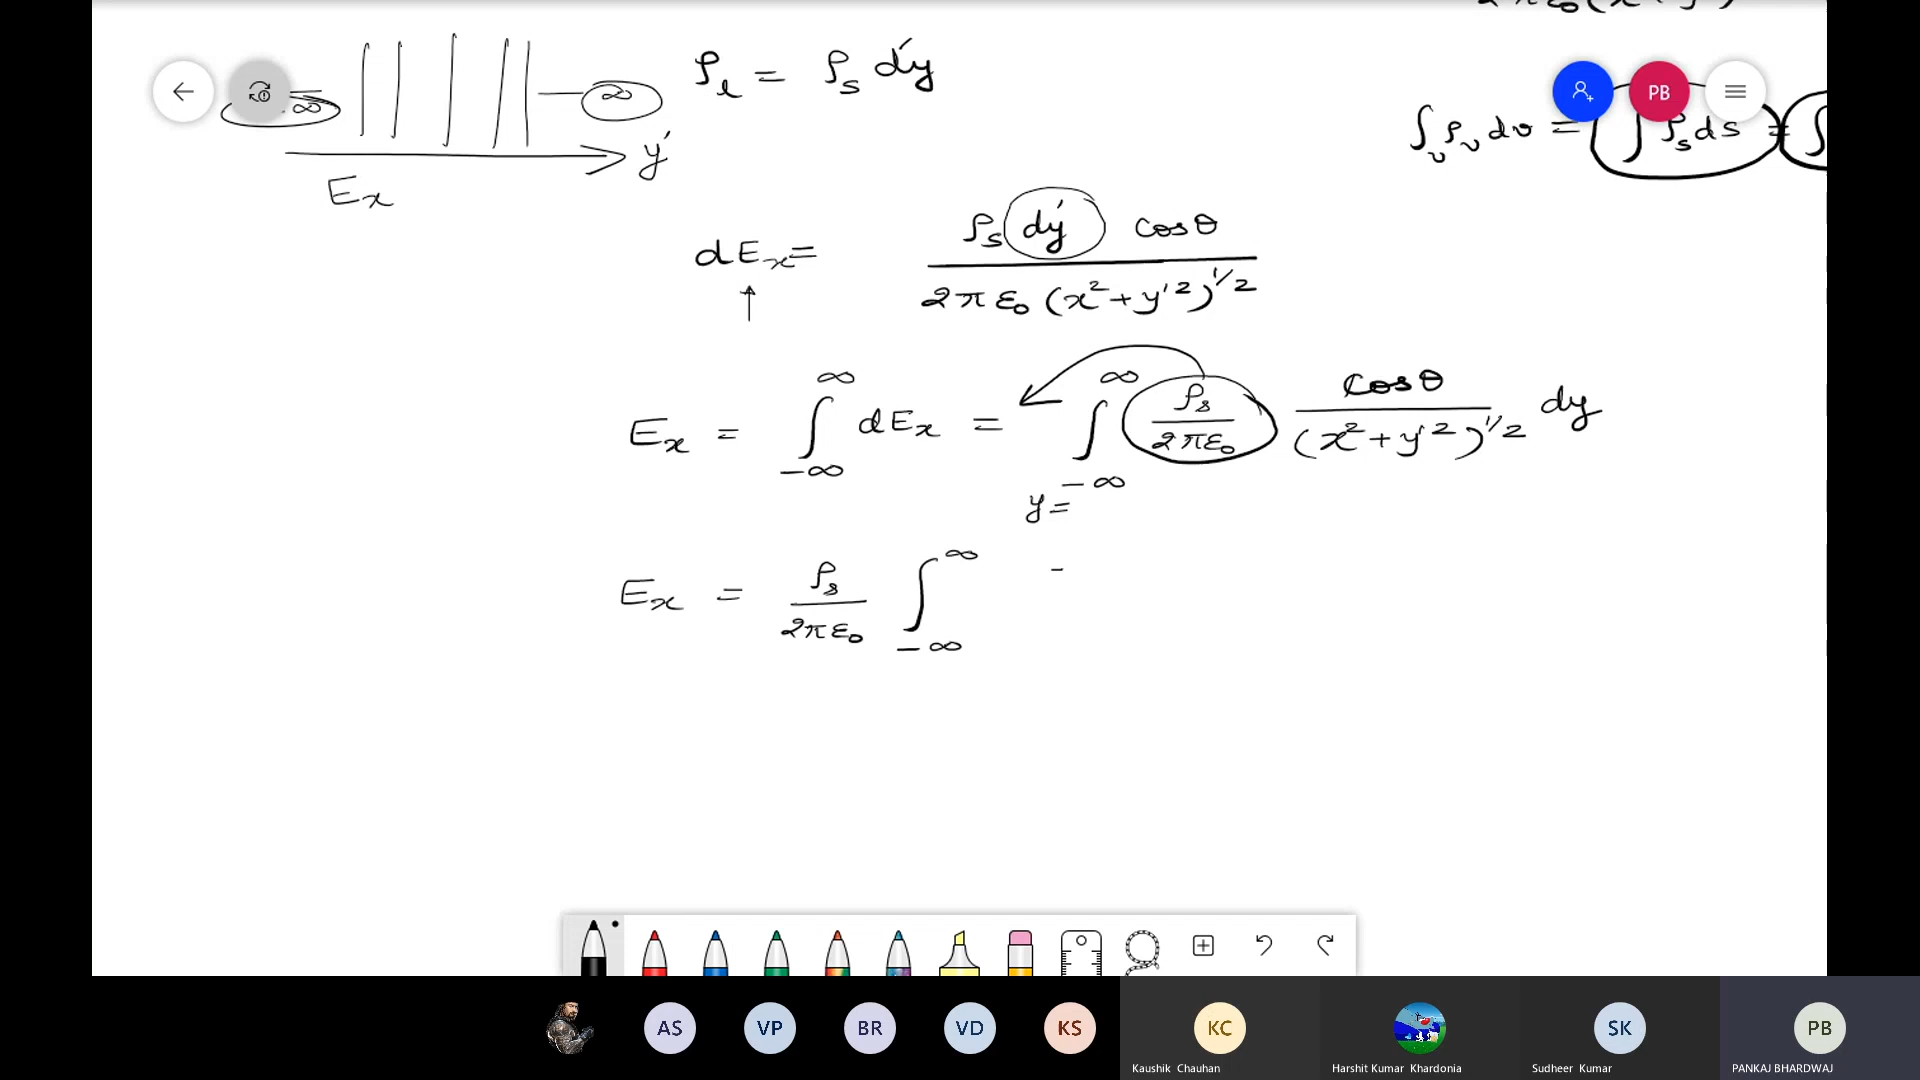 ρₗ = ρₛ dy′
−∞ ∞
y′
Eₓ
∫ᵥ ρᵥ dv = ∫ ρₛ ds = ∫
dEₓ = ρₛ dy′ cosθ / 2πε₀ (x² + y′²)^1/2
Eₓ = ∫_{−∞}^{∞} dEₓ = ∫_{y=−∞}^{∞} ρₛ / 2πε₀ cosθ / (x² + y′²)^1/2 dy
Eₓ = ρₛ / 2πε₀ ∫_{−∞}^{∞} -
PB
AS VP BR VD KS KC SK PB
Kaushik Chauhan Harshit Kumar Khardonia Sudheer Kumar PANKAJ BHARDWAJ